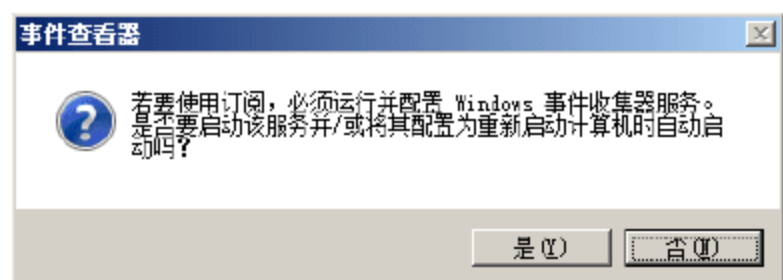 事件查看器
若要使用订阅，必须运行并配置 Windows 事件收集器服务。
是否要启动该服务并/或将其配置为重新启动计算机时自动启
动吗?
是(Y)
否(N)